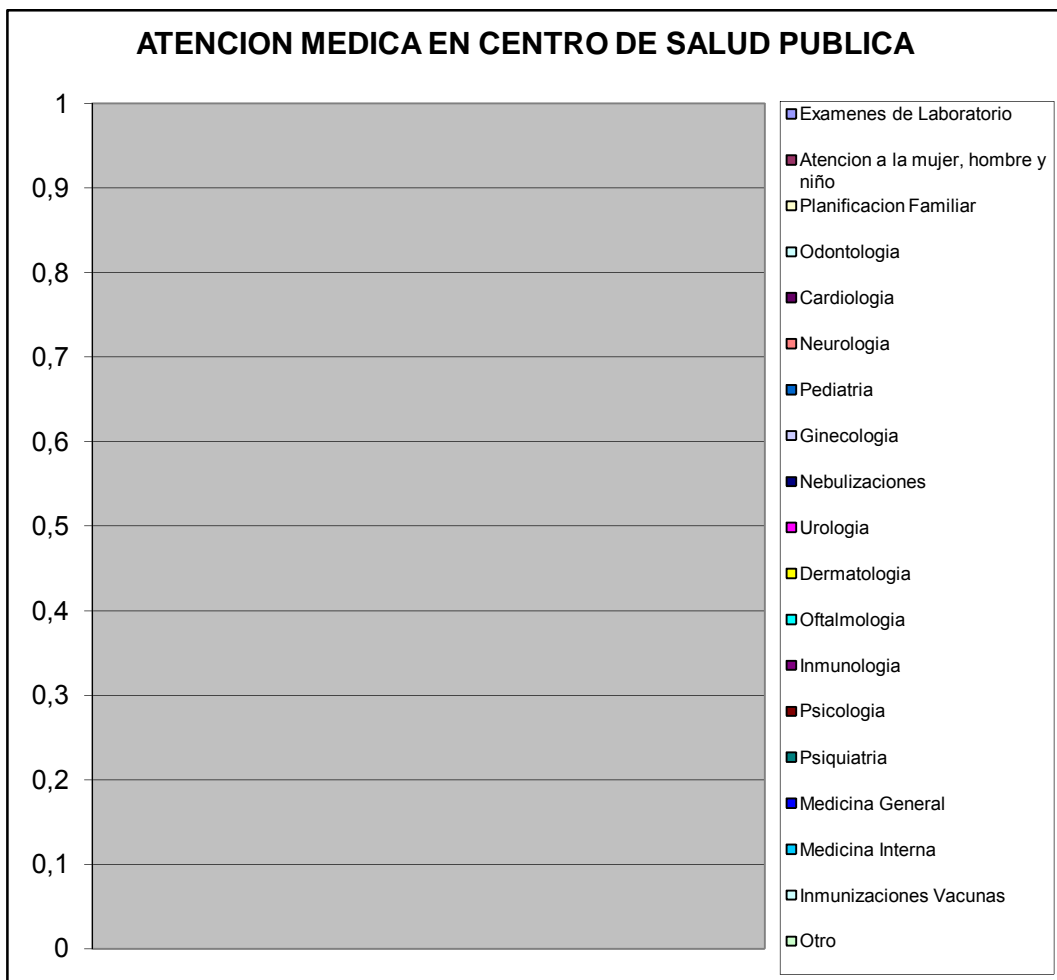 ATENCION MEDICA EN CENTRO DE SALUD PUBLICA
1
0,9
0,8
0,7
0,6
0,5
0,4
0,3
0,2
0,1
0
Examenes de Laboratorio
Atencion a la mujer, hombre y
niño
Planificacion Familiar
Odontologia
Cardiologia
Neurologia
Pediatria
Ginecologia
Nebulizaciones
Urologia
Dermatologia
Oftalmologia
Inmunologia
Psicologia
Psiquiatria
Medicina General
Medicina Interna
Inmunizaciones Vacunas
Otro